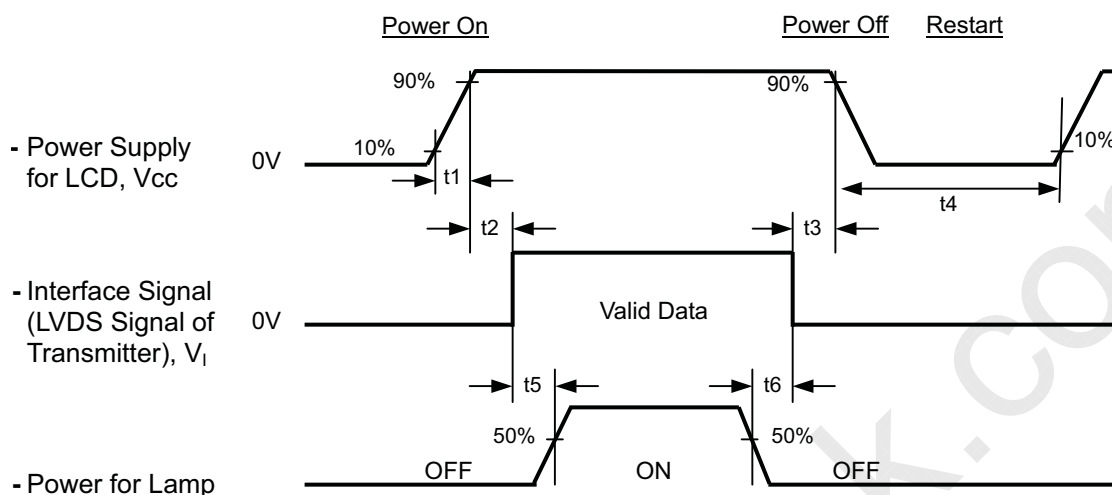 Power On
Power Off
Restart
90%
90%
- Power Supply
for LCD, Vcc
0V
10%
10%
t1
t4
t2
t3
- Interface Signal
(LVDS Signal of
Transmitter), VI
0V
Valid Data
t5
t6
50%
50%
- Power for Lamp
OFF
ON
OFF
k.com